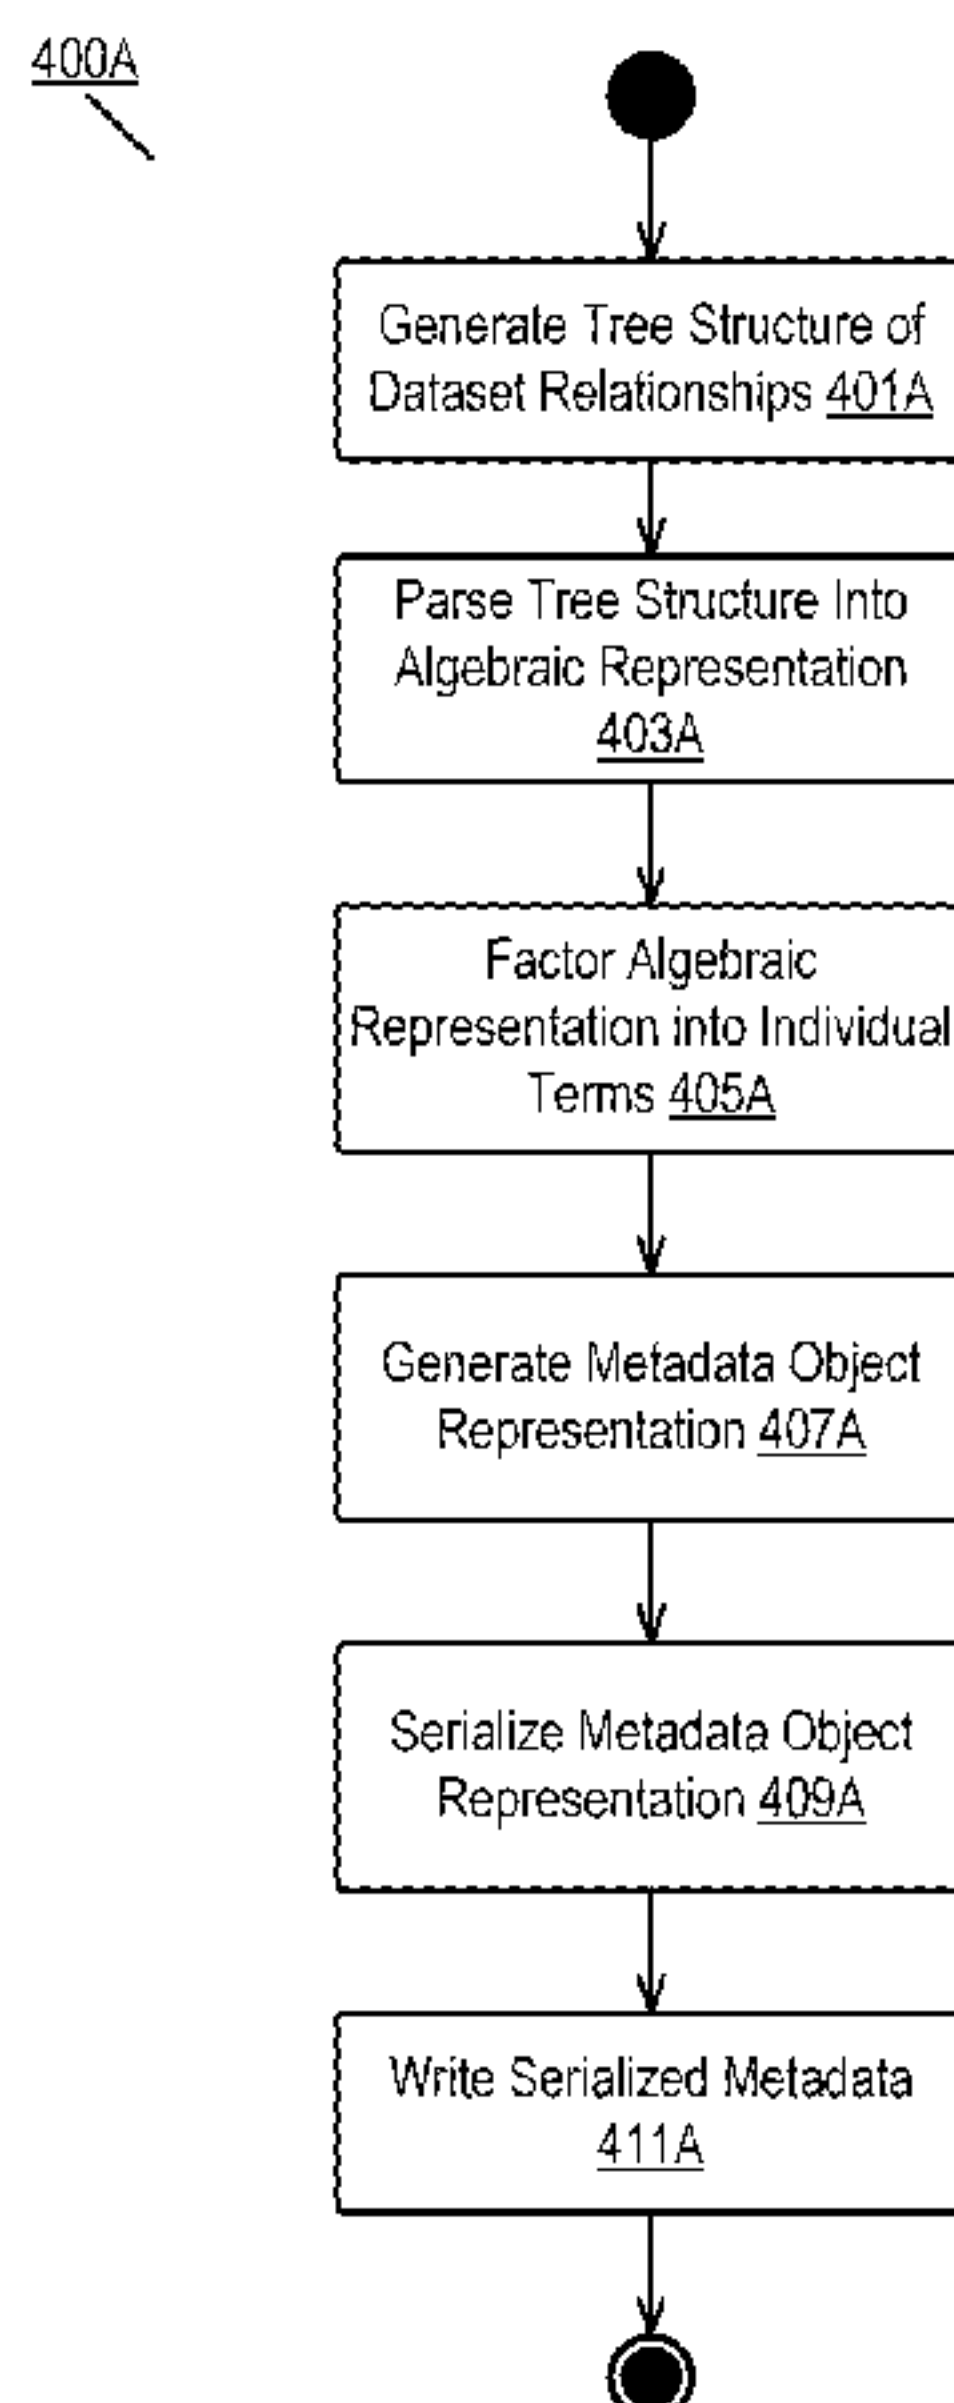 400A
Generate Tree Structure of
Dataset Relationships 401A
Parse Tree Structure Into
Algebraic Representation
403A
Factor Algebraic
Representation into Individual
Terms 405A
Generate Metadata Object
Representation 407A
Serialize Metadata Object
Representation 409A
Write Serialized Metadata
411A